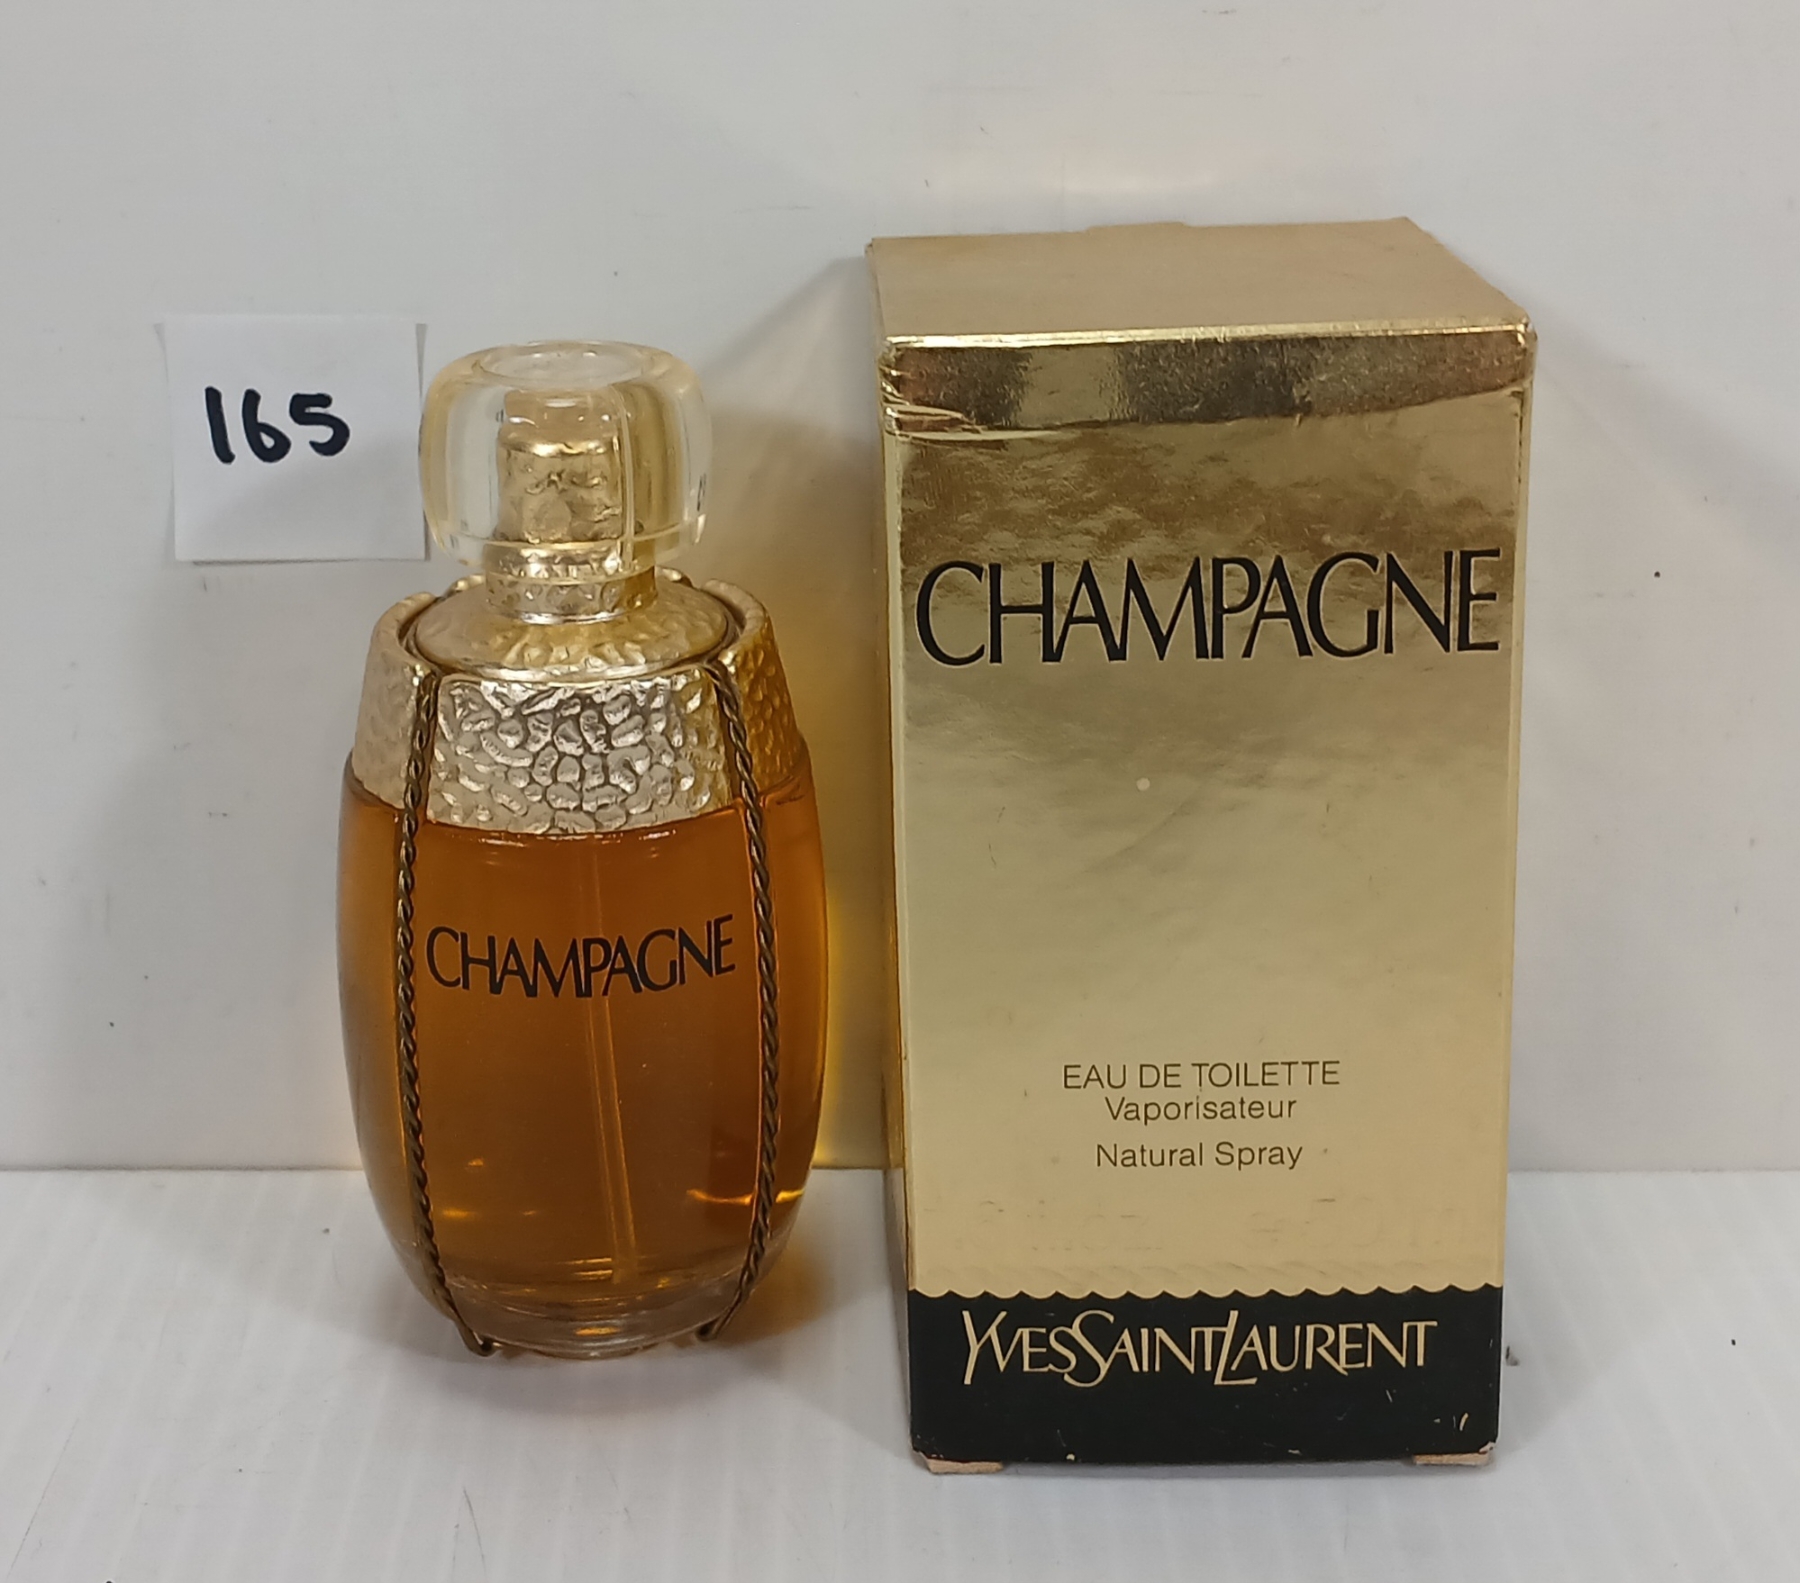 165
CHAMPAGNE
CHAMPAGNE
EAU DE TOILETTE
Vaporisateur
Natural Spray
YVESSAINTLAURENT